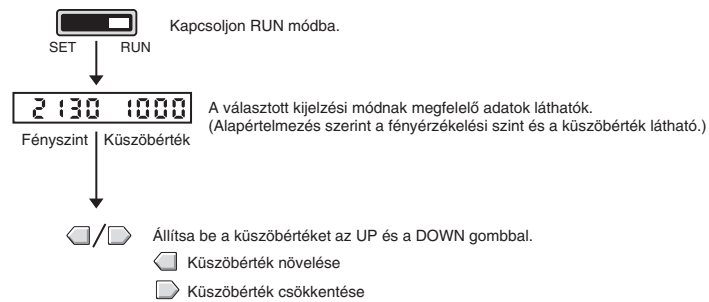 Kapcsoljon RUN módba.
SET RUN
2130 1000
A választott kijelzési módnak megfelelő adatok láthatók.
(Alapértelmezés szerint a fényérzékelési szint és a küszöbérték látható.)
Fényszint Küszöbérték
/
Állítsa be a küszöbértéket az UP és a DOWN gombbal.
Küszöbérték növelése
Küszöbérték csökkentése